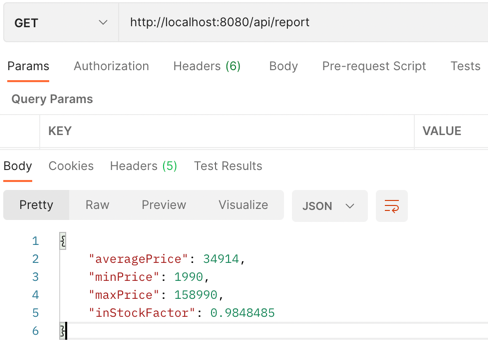 GET http://localhost:8080/api/report
Params Authorization Headers (6) Body Pre-request Script Tests
Query Params
KEY VALUE
Body Cookies Headers (5) Test Results
Pretty Raw Preview Visualize JSON
1 {
2 "averagePrice": 34914,
3 "minPrice": 1990,
4 "maxPrice": 158990,
5 "inStockFactor": 0.9848485
6 }